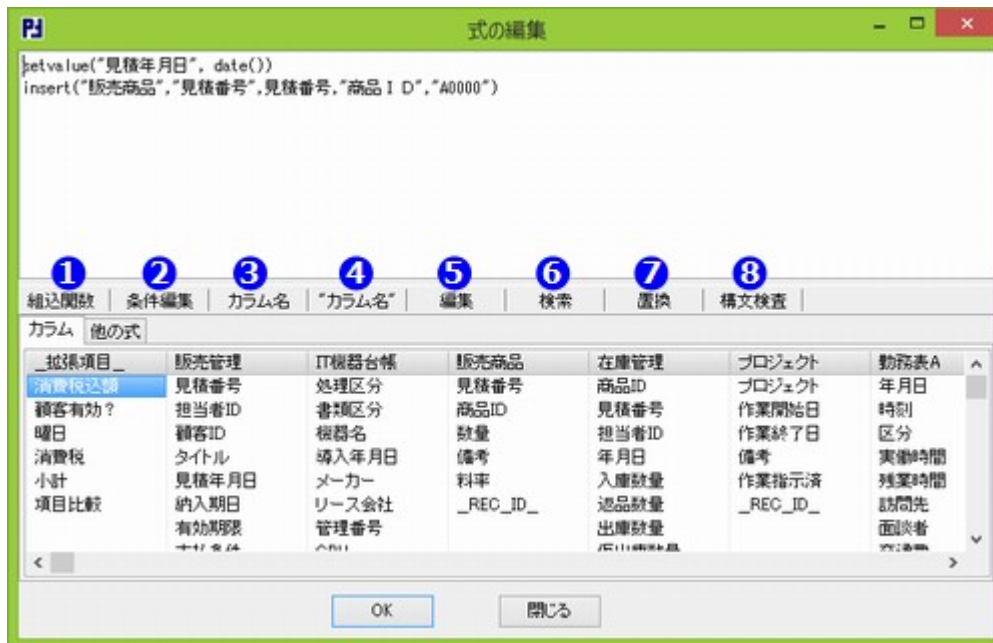 式の編集
setvalue("見積年月日", date())
insert("販売商品","見積番号",見積番号,"商品ID","A0000")
1 2 3 4 5 6 7 8
組込関数 条件編集 カラム名 "カラム名" 編集 検索 置換 構文検査
カラム 他の式
_拡張項目_ 販売管理 IT機器台帳 販売商品 在庫管理 プロジェクト 勤務表A
消費税込額 見積番号 処理区分 見積番号 商品ID プロジェクト 年月日
顧客有効? 担当者ID 書類区分 商品ID 見積番号 作業開始日 時刻
曜日 顧客ID 機器名 数量 担当者ID 作業終了日 区分
消費税 タイトル 導入年月日 備考 年月日 備考 実働時間
小計 見積年月日 メーカー 料率 入庫数量 作業指示済 残業時間
項目比較 納入期日 リース会社 _REC_ID_ 返品数量 _REC_ID_ 訪問先
有効期限 管理番号 出庫数量 面談者
支払条件 CPU 仮出庫数量 交通費
OK 閉じる